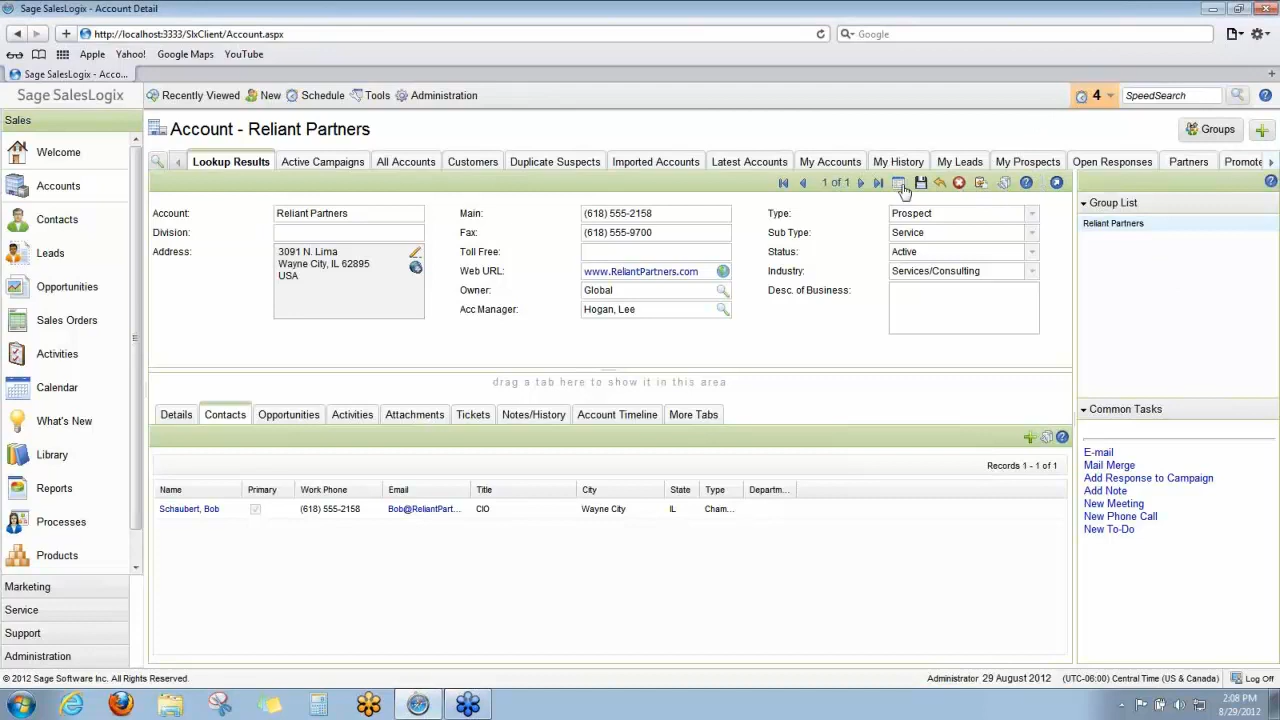 Sage SalesLogix - Account Detail
http://localhost:3333/SlxClient/Account.aspx
Google
Apple Yahoo! Google Maps YouTube
Sage SalesLogix - Acco...
Sage SalesLogix
Recently Viewed New Schedule Tools Administration
4
SpeedSearch
Sales
Welcome
Accounts
Contacts
Leads
Opportunities
Sales Orders
Activities
Calendar
What's New
Library
Reports
Processes
Products
Marketing
Service
Support
Administration
Account - Reliant Partners
Groups
Lookup Results Active Campaigns All Accounts Customers Duplicate Suspects Imported Accounts Latest Accounts My Accounts My History My Leads My Prospects Open Responses Partners Promote
1 of 1
Account: Reliant Partners
Division:
Address: 3091 N. Lima
Wayne City, IL 62895
USA
Main: (618) 555-2158
Fax: (618) 555-9700
Toll Free:
Web URL: www.ReliantPartners.com
Owner: Global
Acc Manager: Hogan, Lee
Type: Prospect
Sub Type: Service
Status: Active
Industry: Services/Consulting
Desc. of Business:
Group List
Reliant Partners
drag a tab here to show it in this area
Details Contacts Opportunities Activities Attachments Tickets Notes/History Account Timeline More Tabs
Records 1 - 1 of 1
Name Primary Work Phone Email Title City State Type Departm...
Schaubert, Bob (618) 555-2158 Bob@ReliantPart... CIO Wayne City IL Cham...
Common Tasks
E-mail
Mail Merge
Add Response to Campaign
Add Note
New Meeting
New Phone Call
New To-Do
© 2012 Sage Software Inc. All Rights Reserved
Administrator 29 August 2012 (UTC-06:00) Central Time (US & Canada) Log Off
2:08 PM
8/29/2012